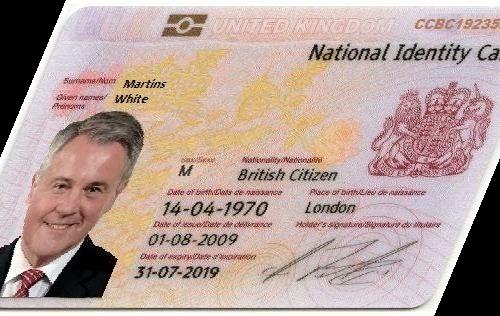 UNITED KINGDOM CCBC19235
National Identity Ca
Surname/Nom Martins
Given names/ White
Prénoms
Sex/Sexe Nationality/Nationalité
M British Citizen
Date of birth/Date de naissance Place of birth/Lieu de naissance
14-04-1970 London
Date of issue/Date de délivrance Holder's signature/Signature du titulaire
01-08-2009
Date of expiry/Date d'expiration
31-07-2019